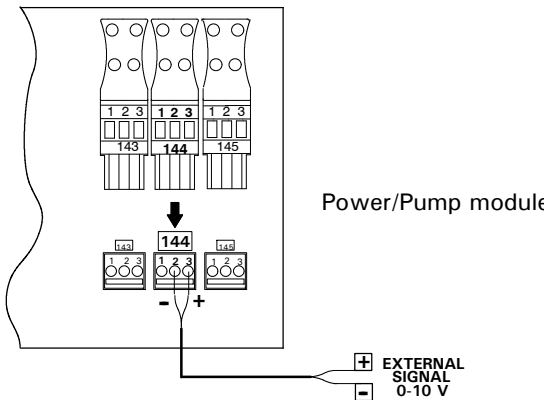 1 2 3 1 2 3 1 2 3
143 144 145
Power/Pump module
143 144 145
1 2 3 1 2 3 1 2 3
- +
+ EXTERNAL
SIGNAL
- 0-10 V